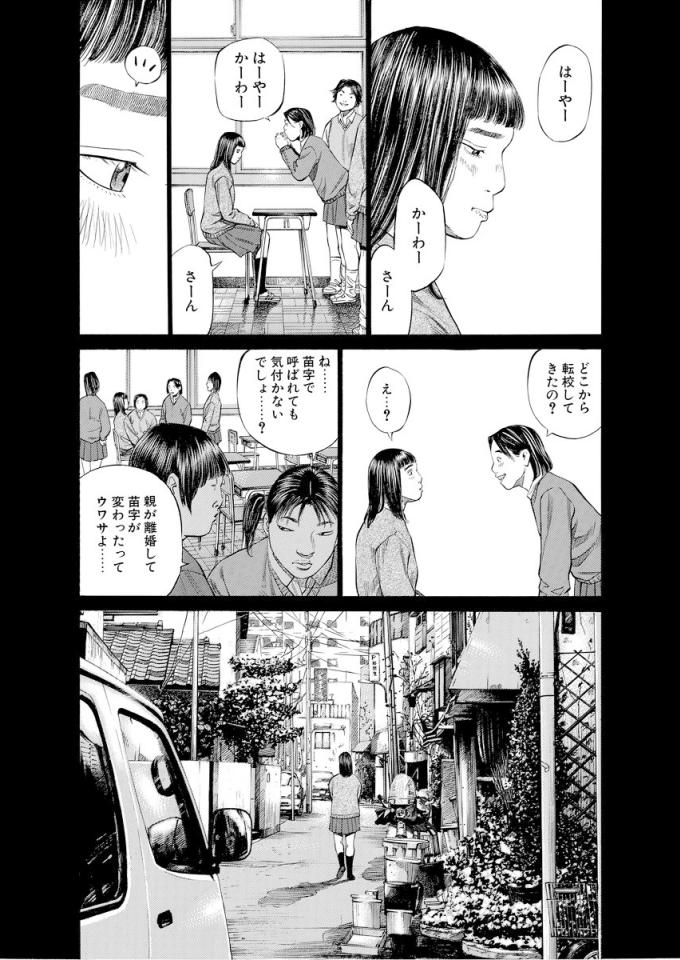 はーやー
かーわー
さーん
はーやー
かーわー
さーん
どこから
転校して
きたの?
え…?
ね……
苗字で
呼ばれても
気付かない
でしょ……?
親が離婚して
苗字が
変わったって
ウワサよ……